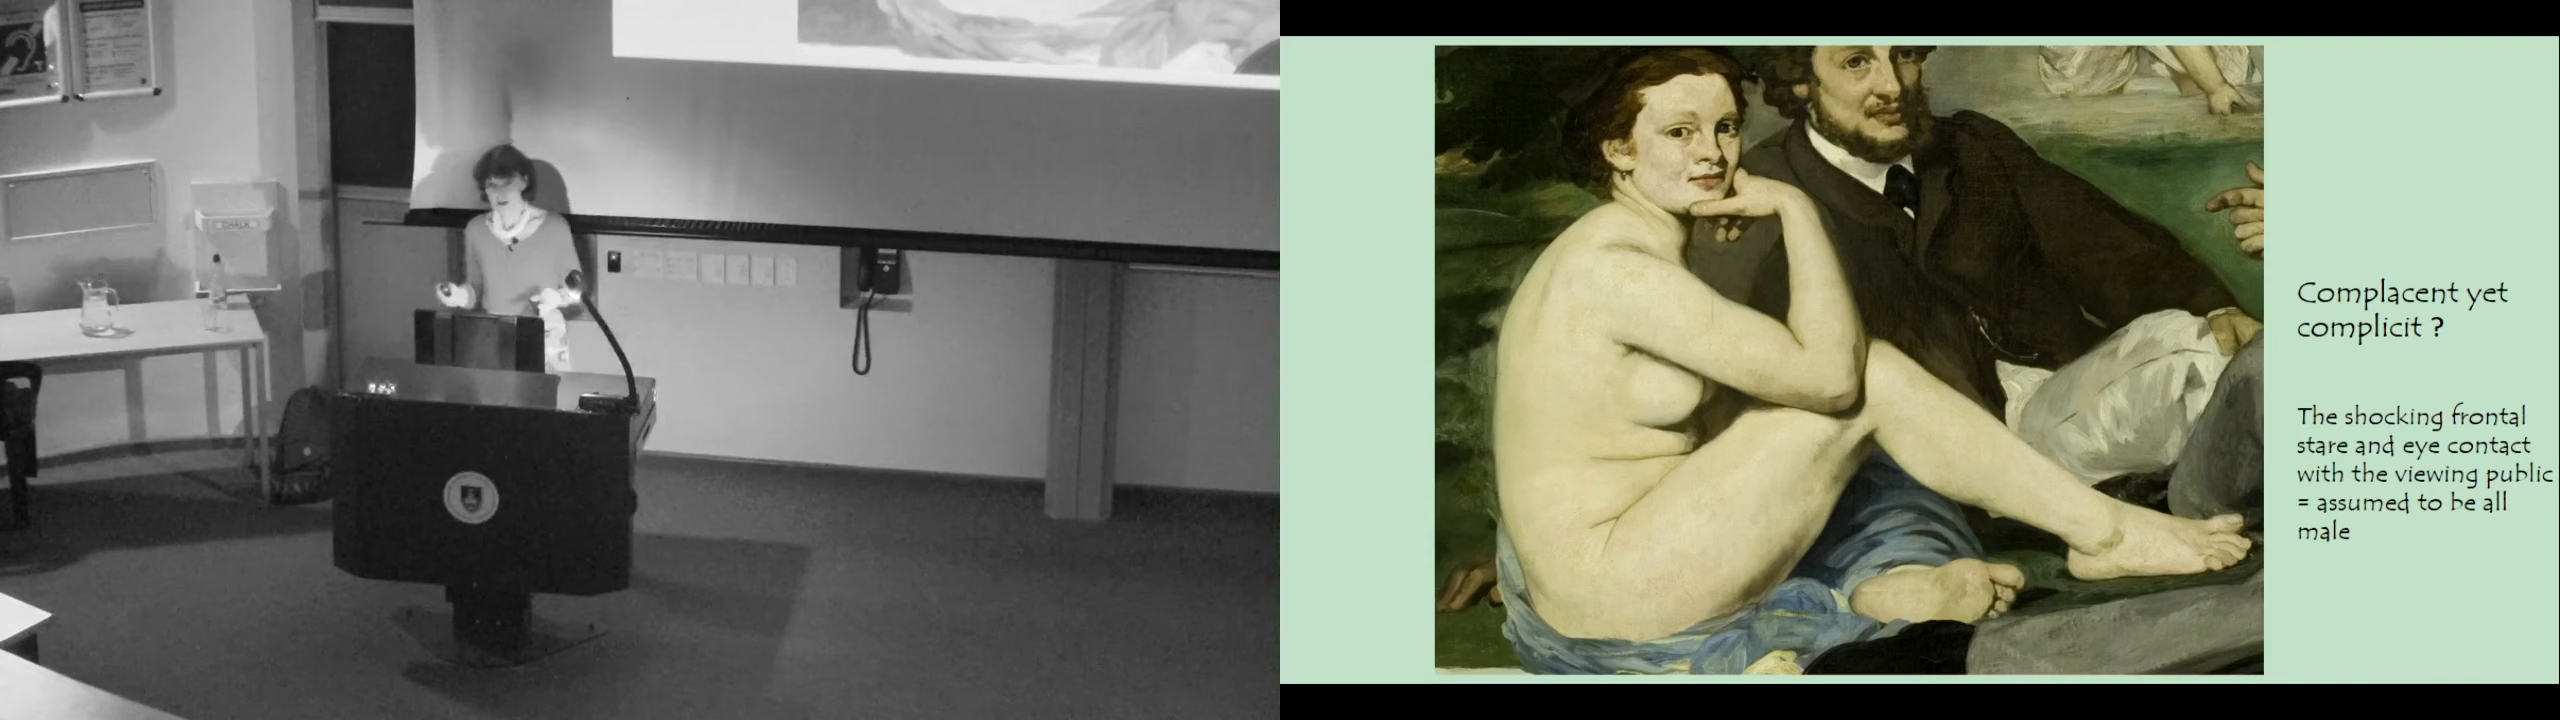 CHALK
Complacent yet
complicit ?
The shocking frontal
stare and eye contact
with the viewing public
= assumed to be all
male